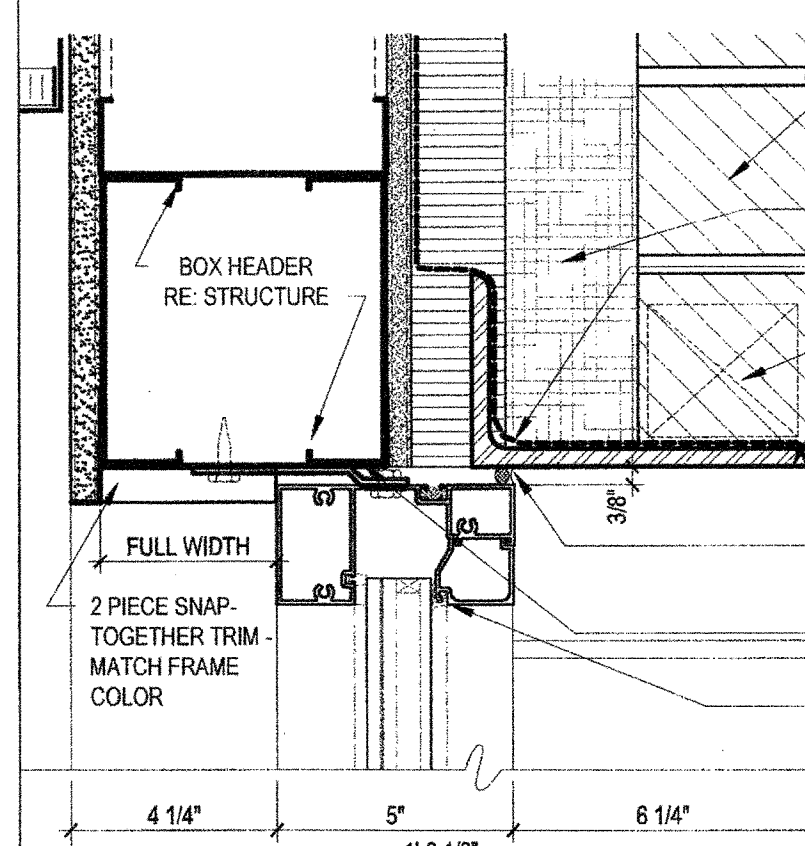 BOX HEADER
RE: STRUCTURE
3/8"
FULL WIDTH
2 PIECE SNAP-
TOGETHER TRIM -
MATCH FRAME
COLOR
4 1/4"
5"
6 1/4"